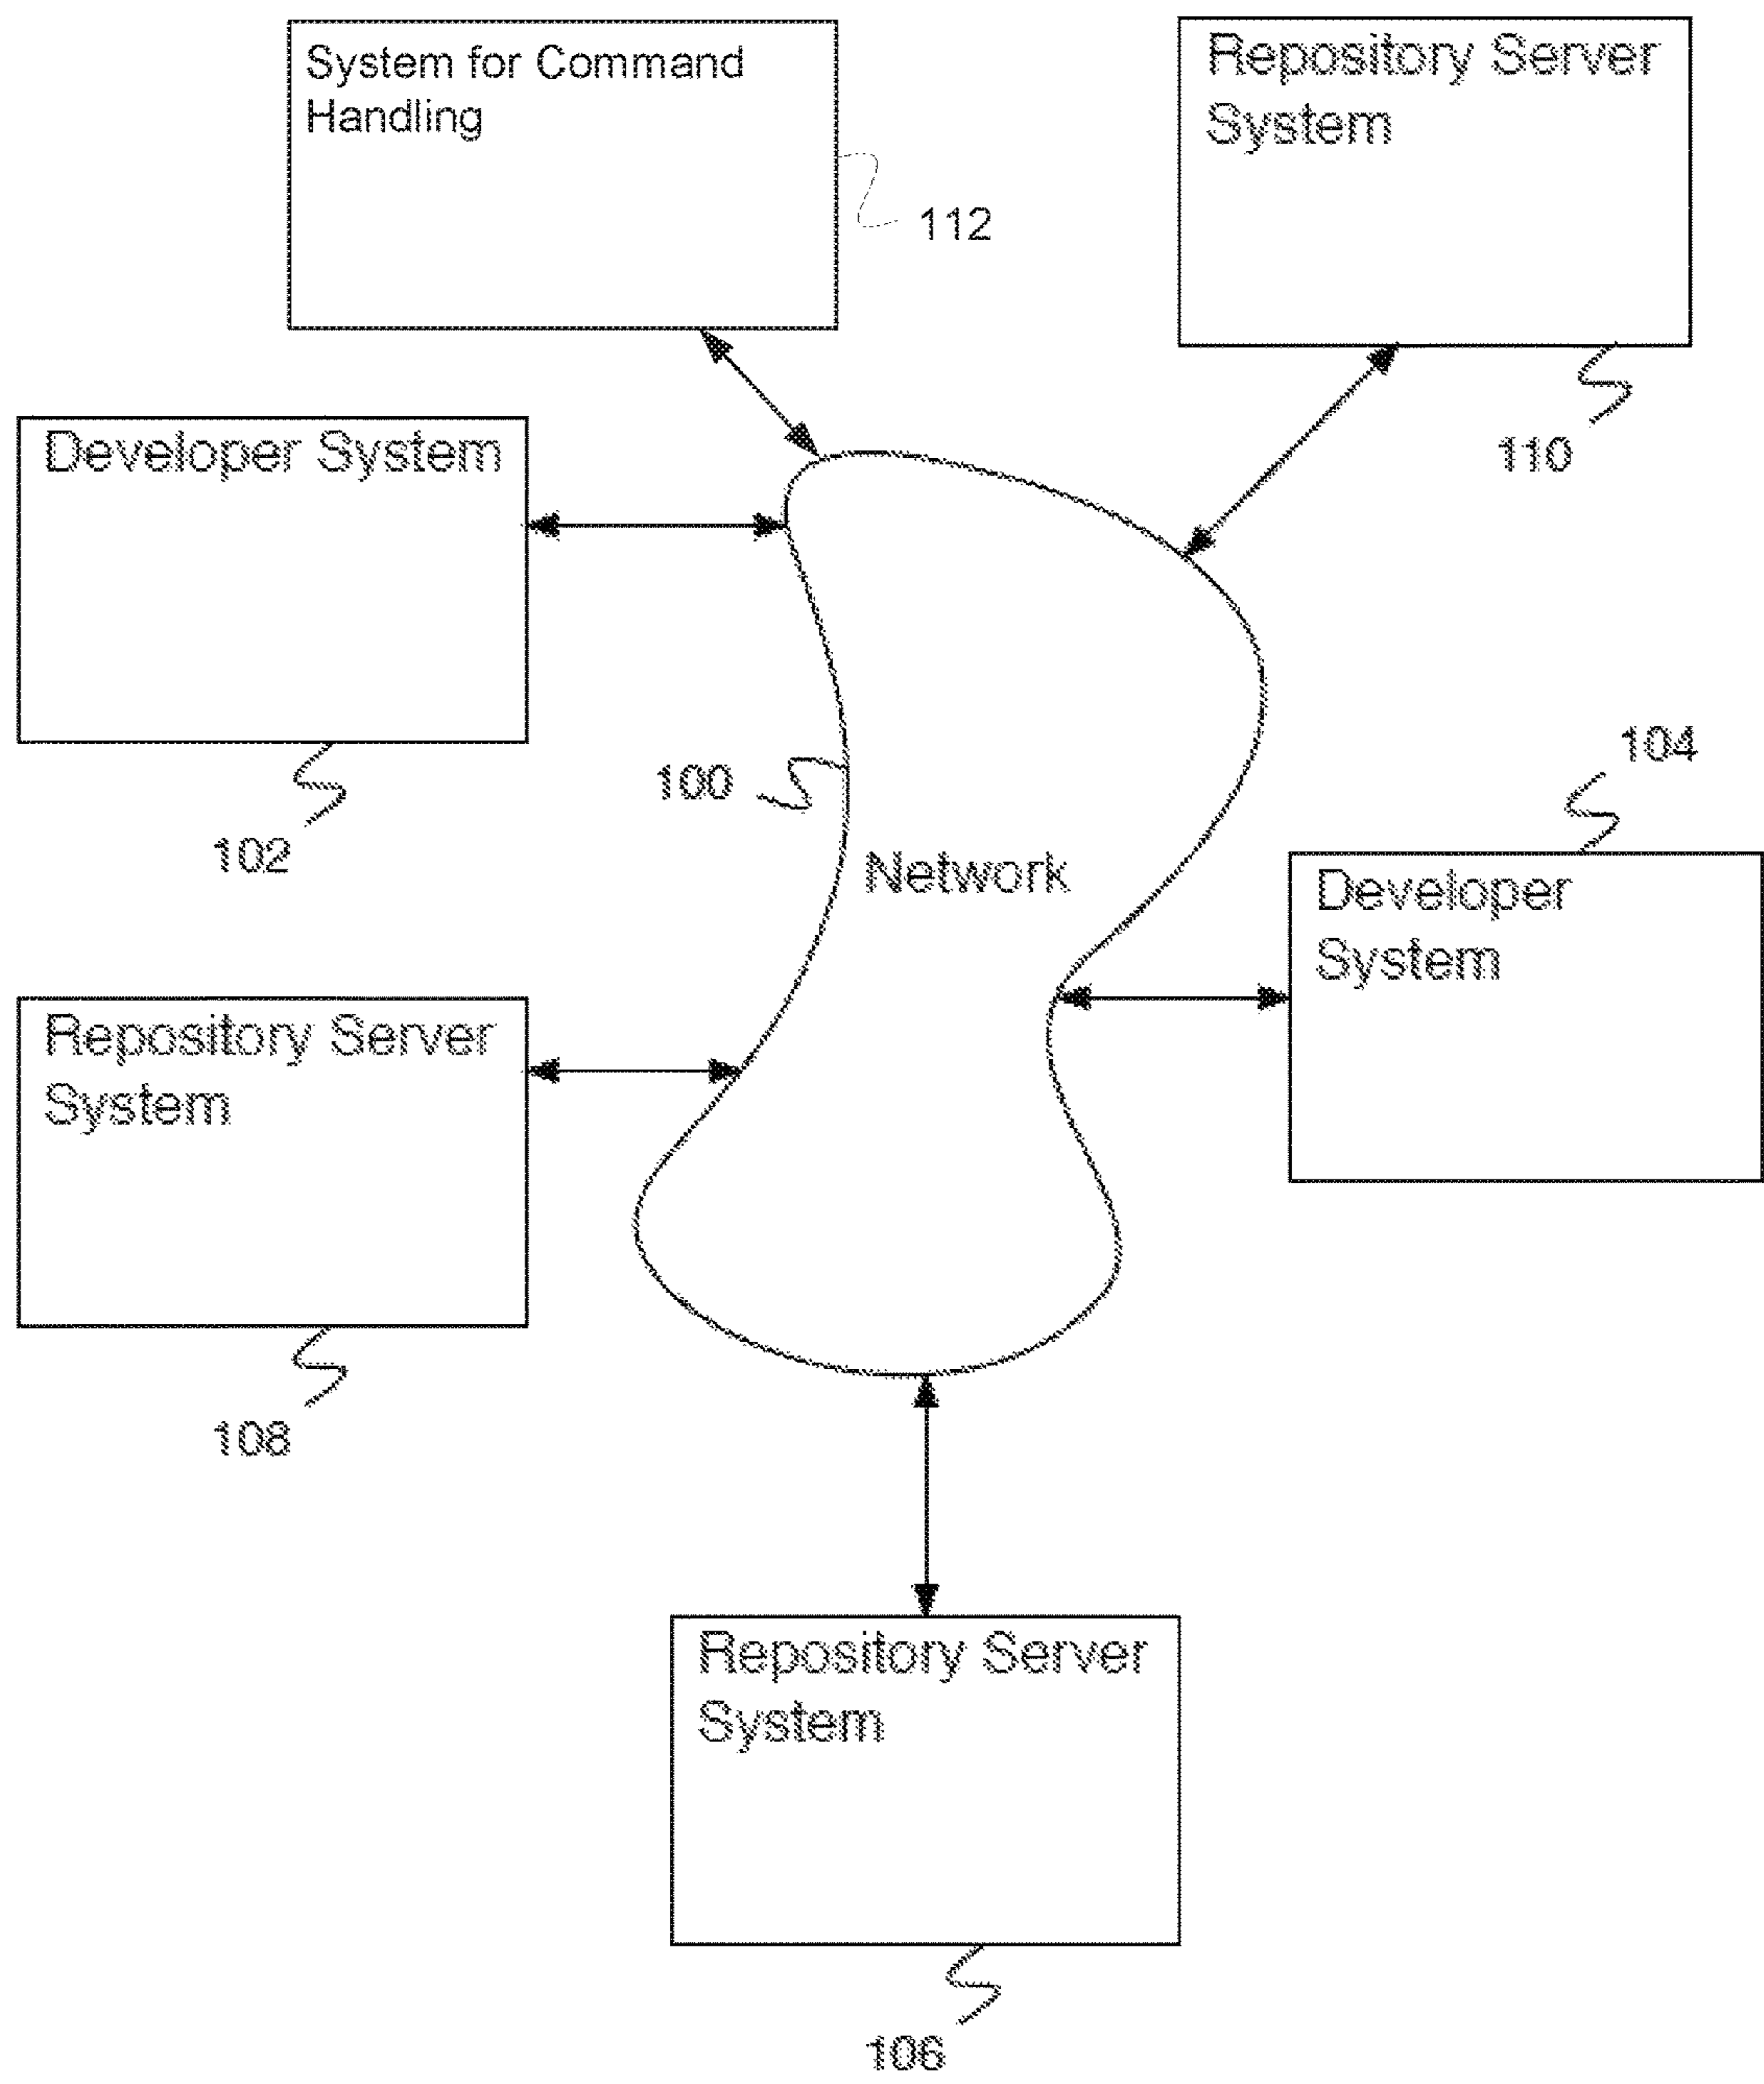 System for Command
Handling
112
Repository Server
System
110
Developer System
102
100
Network
104
Developer
System
Repository Server
System
108
Repository Server
System
106